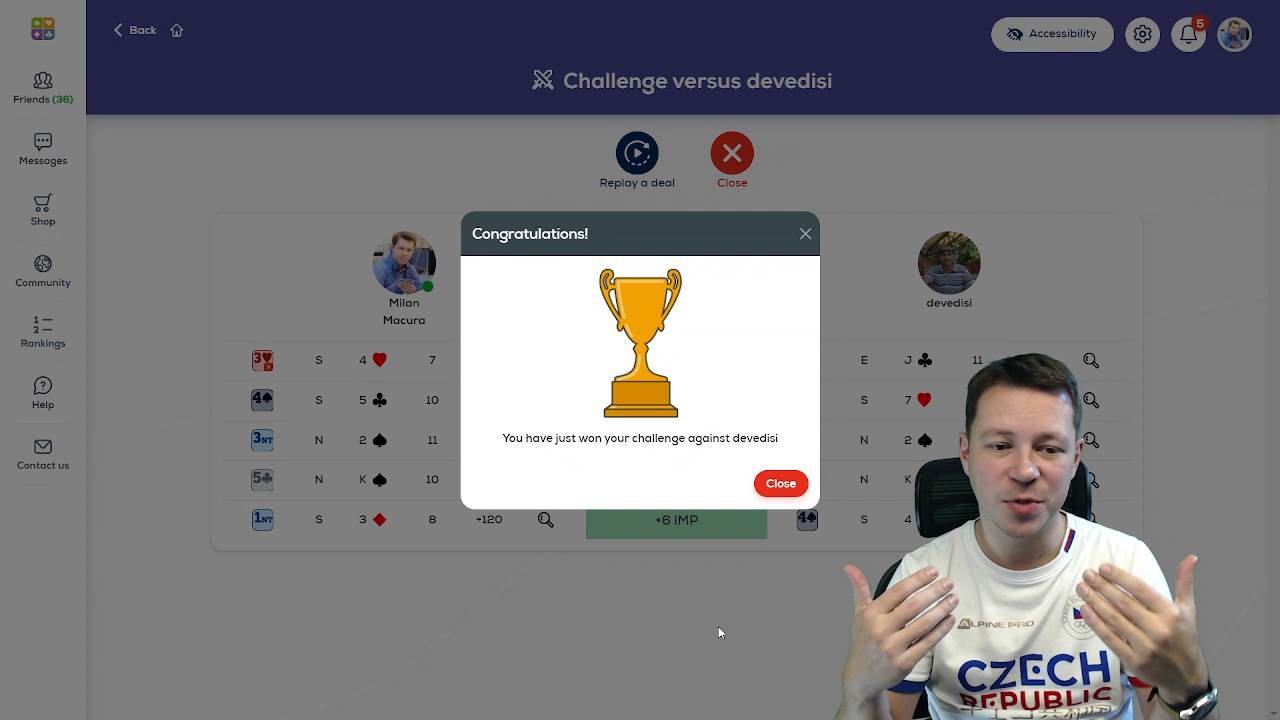 Back
Accessibility
5
Challenge versus devedisi
Friends (36)
Messages
Shop
Community
1
2
Rankings
Help
Contact us
Replay a deal
Close
Congratulations!
You have just won your challenge against devedisi
Close
Milan
Macura
devedisi
3♥ x S 4 ♥ 7
E J ♣ 11
4♠ S 5 ♣ 10
S 7 ♥
3NT N 2 ♠ 11
N 2 ♠
5♣ N K ♠ 10
N K
1NT S 3 ♦ 8 +120
+6 IMP
4♠ S 4
ALPINE PRO
CZECH
REPUBLIC